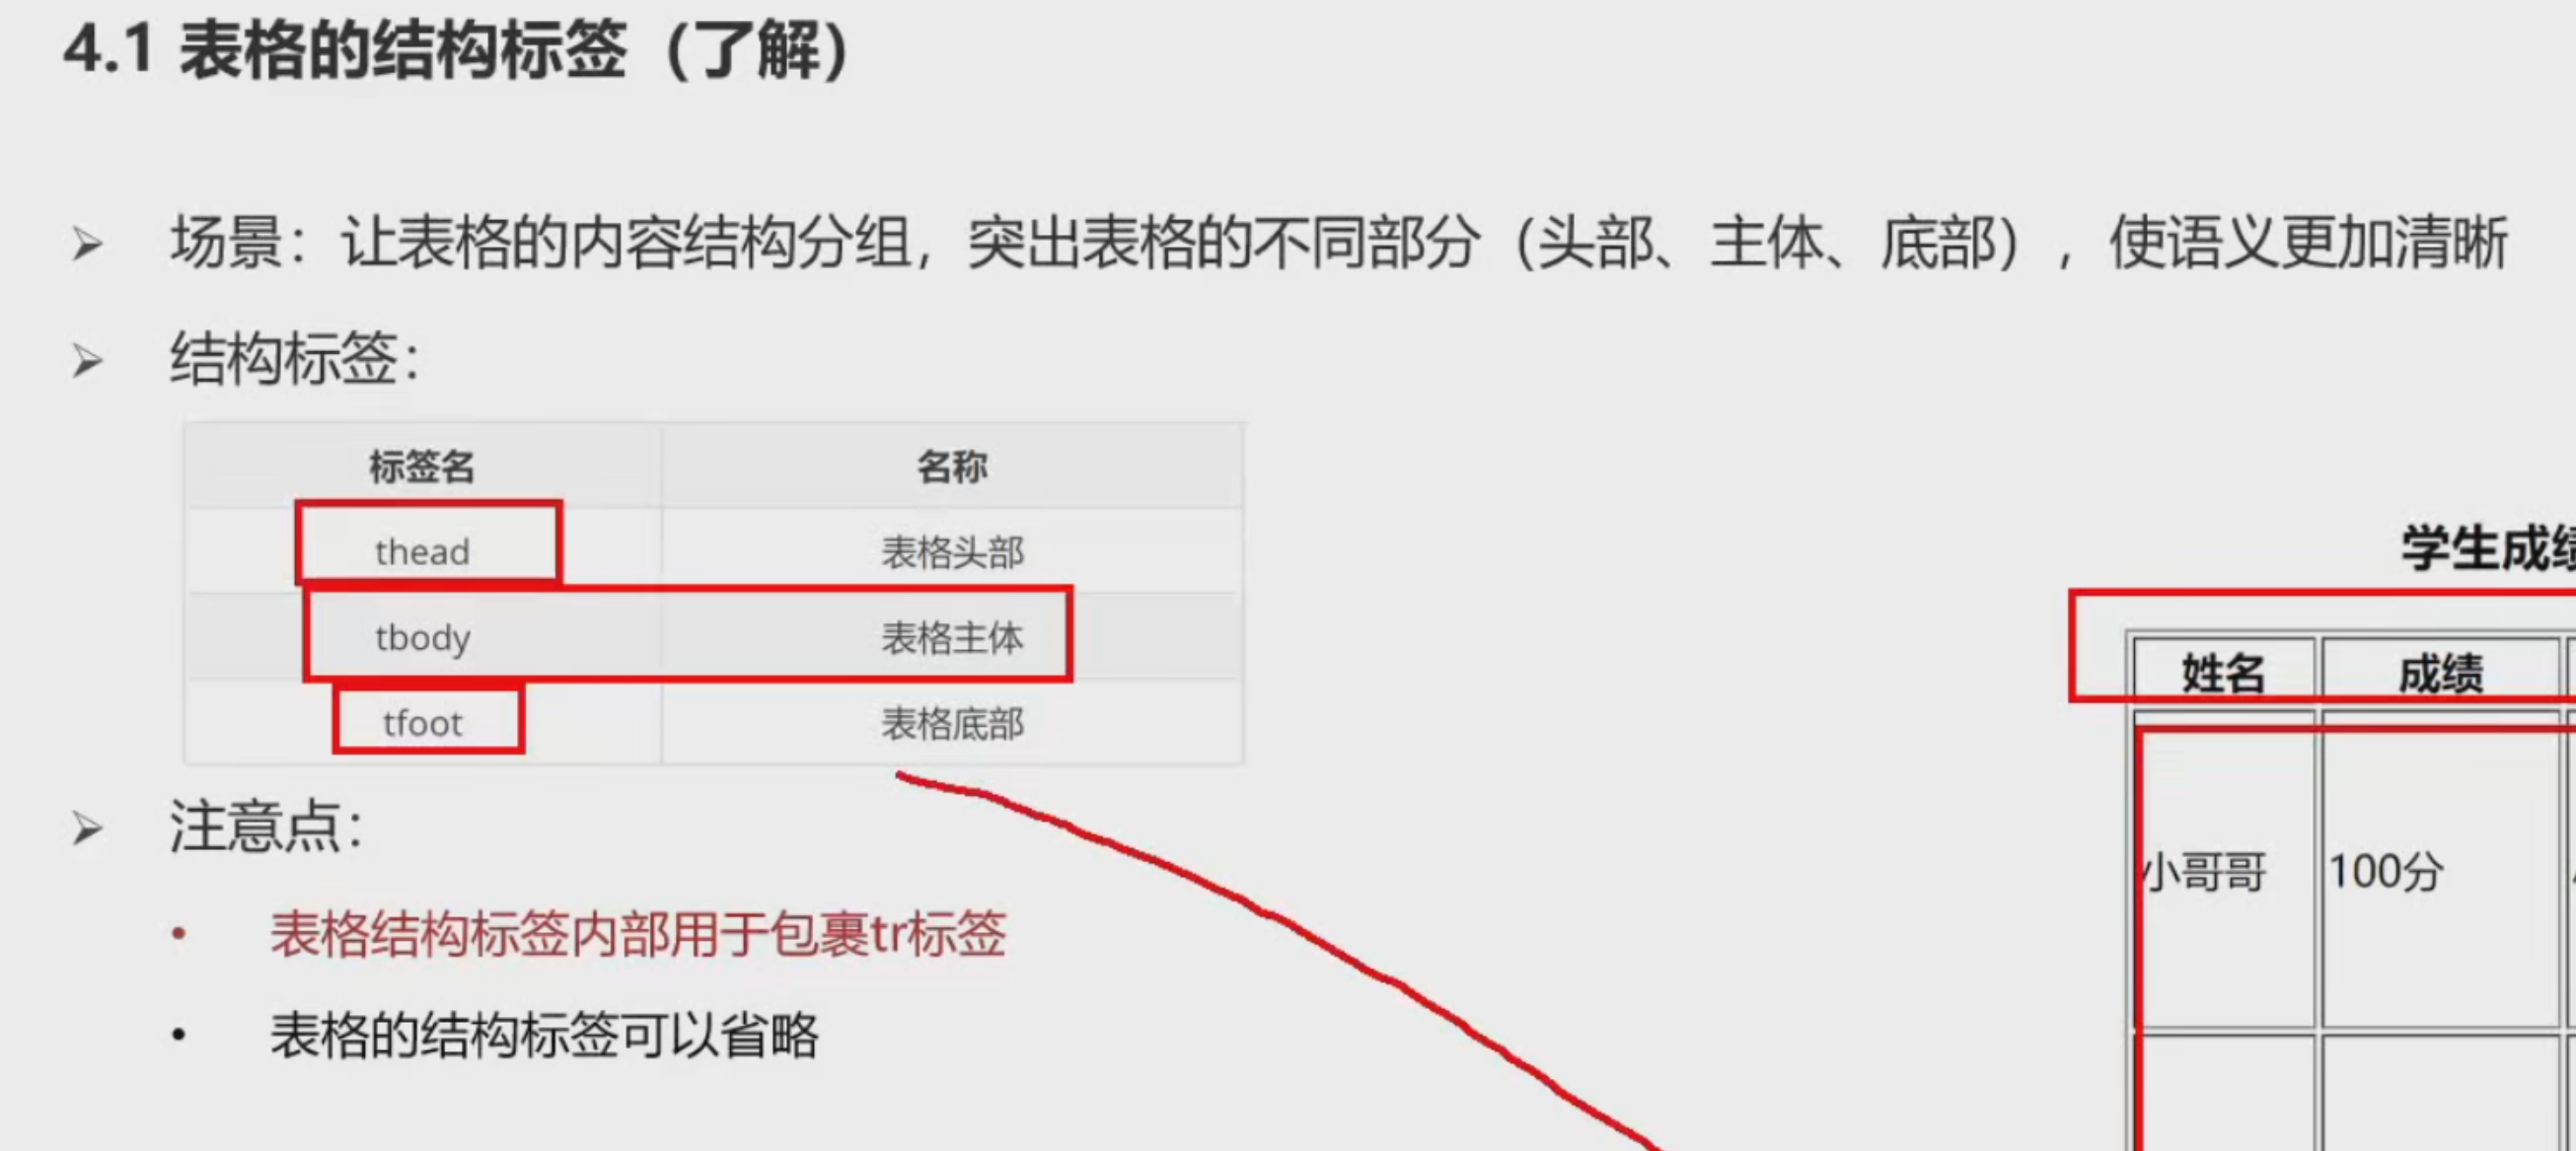 4.1 表格的结构标签（了解）
场景：让表格的内容结构分组，突出表格的不同部分（头部、主体、底部），使语义更加清晰
结构标签：
标签名 名称
thead 表格头部
tbody 表格主体
tfoot 表格底部
注意点：
表格结构标签内部用于包裹tr标签
表格的结构标签可以省略
学生成绩
姓名 成绩
小哥哥 100分